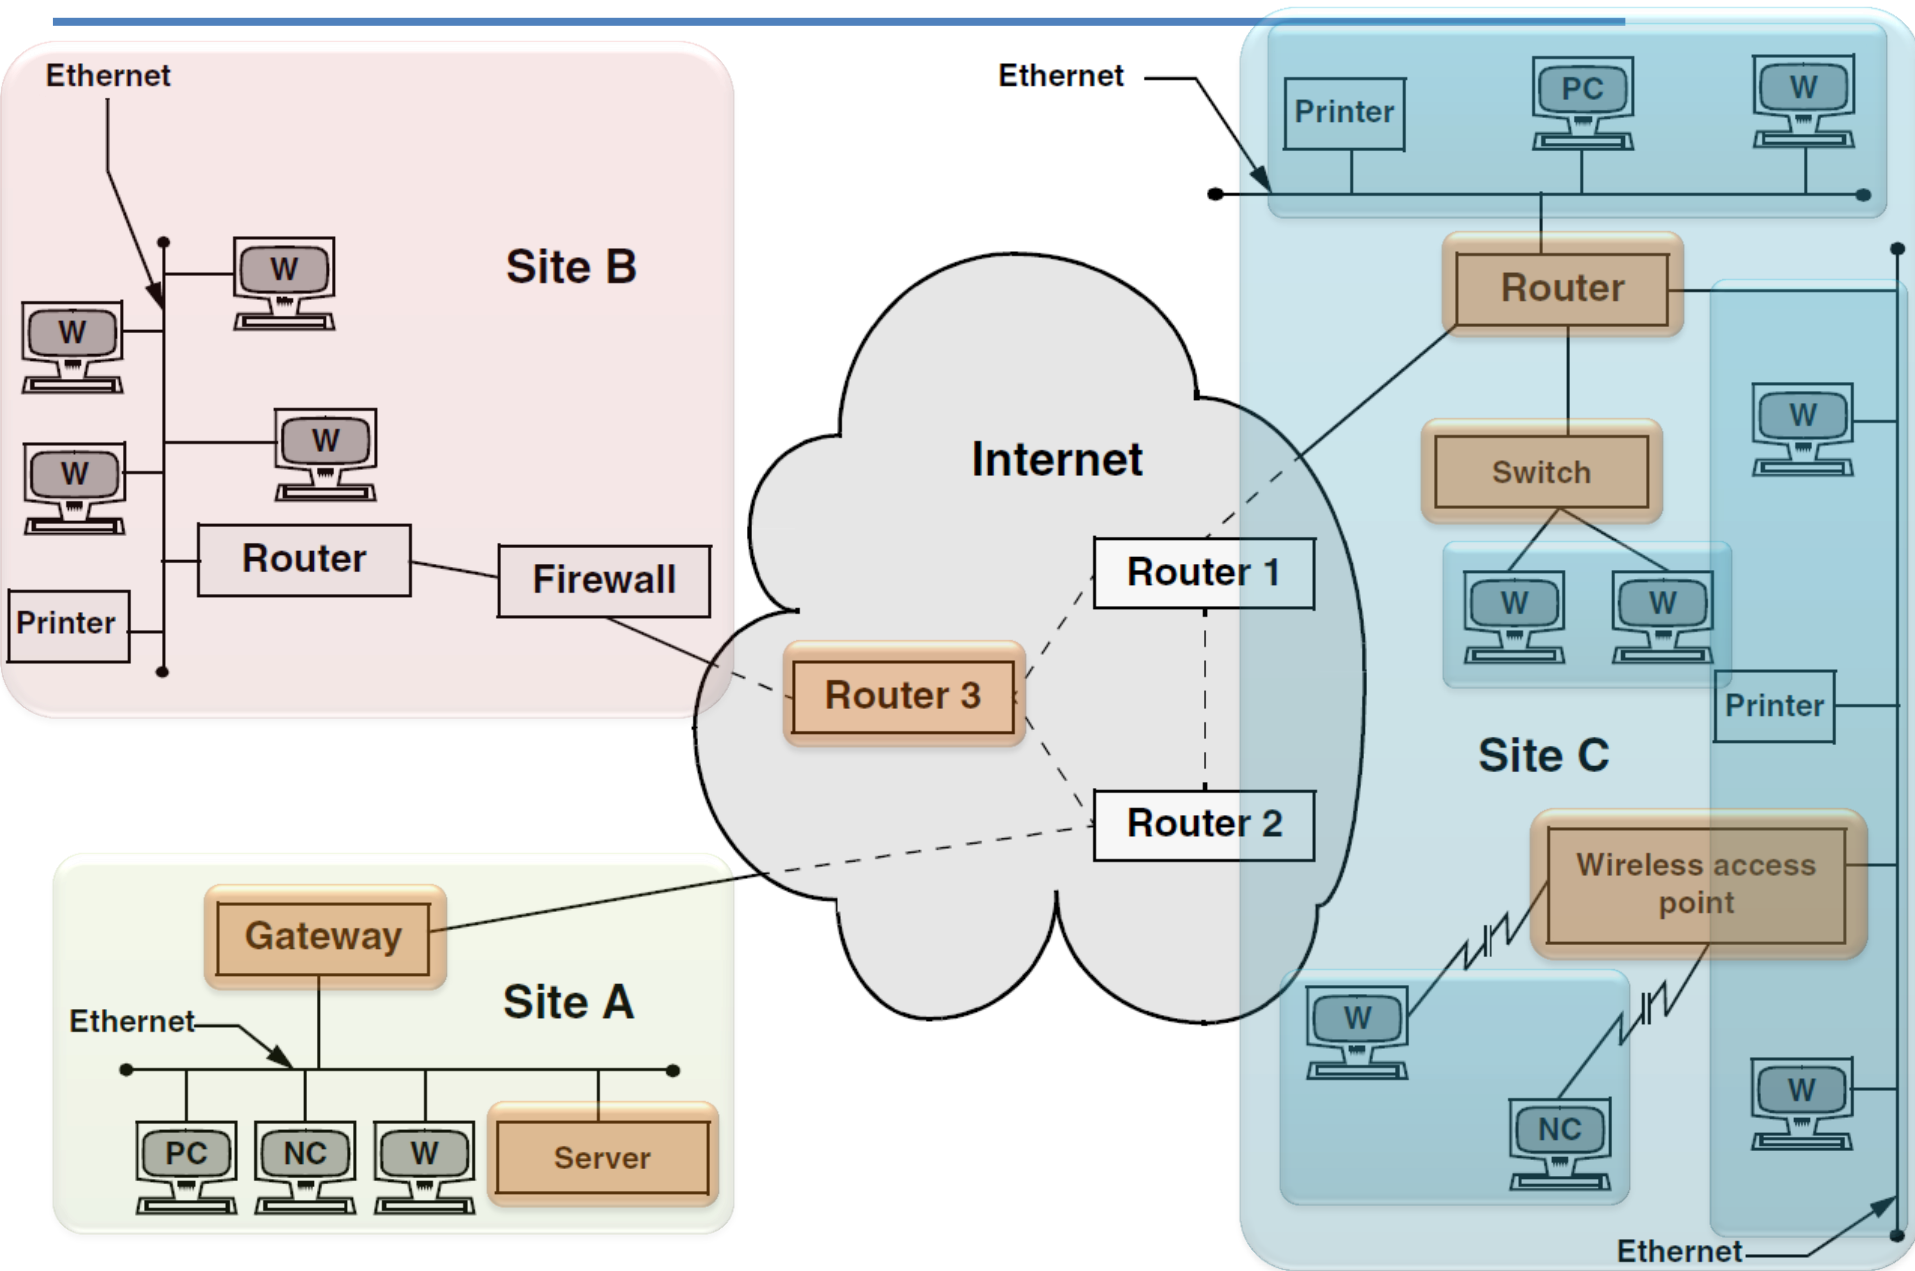 Ethernet
Ethernet
Printer
PC
W
W
Site B
Router
W
W
Internet
W
W
Switch
Router
Firewall
Router 1
W
W
Printer
Router 3
Printer
Site C
Router 2
Wireless access
point
Gateway
Site A
Ethernet
W
W
NC
PC
NC
W
Server
Ethernet